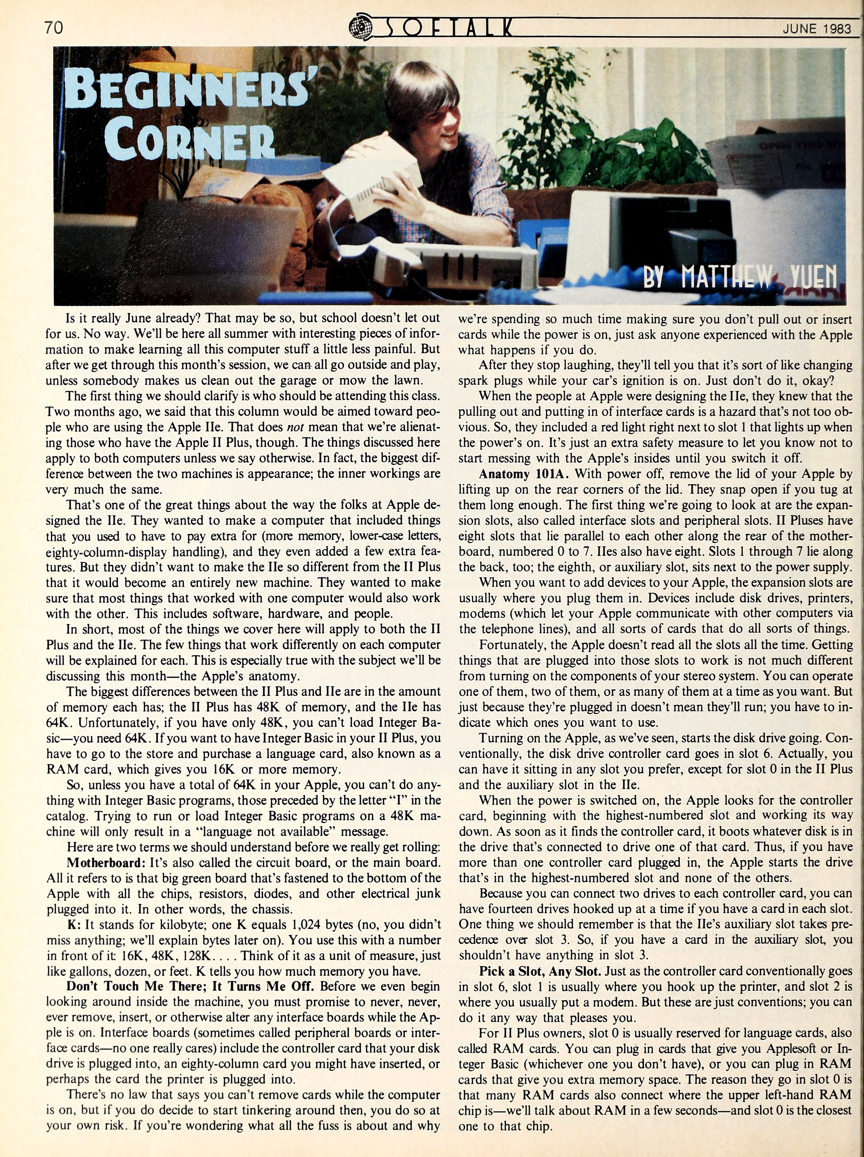 70
SOFTALK
JUNE 1983
BEGINNERS'
CORNER
BY MATTHEW YUEN
Is it really June already? That may be so, but school doesn't let out
for us. No way. We'll be here all summer with interesting pieces of infor-
mation to make learning all this computer stuff a little less painful. But
after we get through this month's session, we can all go outside and play,
unless somebody makes us clean out the garage or mow the lawn.
The first thing we should clarify is who should be attending this class.
Two months ago, we said that this column would be aimed toward peo-
ple who are using the Apple IIe. That does not mean that we're alienat-
ing those who have the Apple II Plus, though. The things discussed here
apply to both computers unless we say otherwise. In fact, the biggest dif-
ference between the two machines is appearance; the inner workings are
very much the same.
That's one of the great things about the way the folks at Apple de-
signed the IIe. They wanted to make a computer that included things
that you used to have to pay extra for (more memory, lower-case letters,
eighty-column-display handling), and they even added a few extra fea-
tures. But they didn't want to make the IIe so different from the II Plus
that it would become an entirely new machine. They wanted to make
sure that most things that worked with one computer would also work
with the other. This includes software, hardware, and people.
In short, most of the things we cover here will apply to both the II
Plus and the IIe. The few things that work differently on each computer
will be explained for each. This is especially true with the subject we'll be
discussing this month—the Apple's anatomy.
The biggest differences between the II Plus and IIe are in the amount
of memory each has; the II Plus has 48K of memory, and the IIe has
64K. Unfortunately, if you have only 48K, you can't load Integer Ba-
sic—you need 64K. If you want to have Integer Basic in your II Plus, you
have to go to the store and purchase a language card, also known as a
RAM card, which gives you 16K or more memory.
So, unless you have a total of 64K in your Apple, you can't do any-
thing with Integer Basic programs, those preceded by the letter "I" in the
catalog. Trying to run or load Integer Basic programs on a 48K ma-
chine will only result in a "language not available" message.
Here are two terms we should understand before we really get rolling:
Motherboard: It's also called the circuit board, or the main board.
All it refers to is that big green board that's fastened to the bottom of the
Apple with all the chips, resistors, diodes, and other electrical junk
plugged into it. In other words, the chassis.
K: It stands for kilobyte; one K equals 1,024 bytes (no, you didn't
miss anything; we'll explain bytes later on). You use this with a number
in front of it: 16K, 48K, 128K. . . . Think of it as a unit of measure, just
like gallons, dozen, or feet. K tells you how much memory you have.
Don't Touch Me There; It Turns Me Off. Before we even begin
looking around inside the machine, you must promise to never, never,
ever remove, insert, or otherwise alter any interface boards while the Ap-
ple is on. Interface boards (sometimes called peripheral boards or inter-
face cards—no one really cares) include the controller card that your disk
drive is plugged into, an eighty-column card you might have inserted, or
perhaps the card the printer is plugged into.
There's no law that says you can't remove cards while the computer
is on, but if you do decide to start tinkering around then, you do so at
your own risk. If you're wondering what all the fuss is about and why
we're spending so much time making sure you don't pull out or insert
cards while the power is on, just ask anyone experienced with the Apple
what happens if you do.
After they stop laughing, they'll tell you that it's sort of like changing
spark plugs while your car's ignition is on. Just don't do it, okay?
When the people at Apple were designing the IIe, they knew that the
pulling out and putting in of interface cards is a hazard that's not too ob-
vious. So, they included a red light right next to slot 1 that lights up when
the power's on. It's just an extra safety measure to let you know not to
start messing with the Apple's insides until you switch it off.
Anatomy 101A. With power off, remove the lid of your Apple by
lifting up on the rear corners of the lid. They snap open if you tug at
them long enough. The first thing we're going to look at are the expan-
sion slots, also called interface slots and peripheral slots. II Pluses have
eight slots that lie parallel to each other along the rear of the mother-
board, numbered 0 to 7. IIes also have eight. Slots 1 through 7 lie along
the back, too; the eighth, or auxiliary slot, sits next to the power supply.
When you want to add devices to your Apple, the expansion slots are
usually where you plug them in. Devices include disk drives, printers,
modems (which let your Apple communicate with other computers via
the telephone lines), and all sorts of cards that do all sorts of things.
Fortunately, the Apple doesn't read all the slots all the time. Getting
things that are plugged into those slots to work is not much different
from turning on the components of your stereo system. You can operate
one of them, two of them, or as many of them at a time as you want. But
just because they're plugged in doesn't mean they'll run; you have to in-
dicate which ones you want to use.
Turning on the Apple, as we've seen, starts the disk drive going. Con-
ventionally, the disk drive controller card goes in slot 6. Actually, you
can have it sitting in any slot you prefer, except for slot 0 in the II Plus
and the auxiliary slot in the IIe.
When the power is switched on, the Apple looks for the controller
card, beginning with the highest-numbered slot and working its way
down. As soon as it finds the controller card, it boots whatever disk is in
the drive that's connected to drive one of that card. Thus, if you have
more than one controller card plugged in, the Apple starts the drive
that's in the highest-numbered slot and none of the others.
Because you can connect two drives to each controller card, you can
have fourteen drives hooked up at a time if you have a card in each slot.
One thing we should remember is that the IIe's auxiliary slot takes pre-
cedence over slot 3. So, if you have a card in the auxiliary slot, you
shouldn't have anything in slot 3.
Pick a Slot, Any Slot. Just as the controller card conventionally goes
in slot 6, slot 1 is usually where you hook up the printer, and slot 2 is
where you usually put a modem. But these are just conventions; you can
do it any way that pleases you.
For II Plus owners, slot 0 is usually reserved for language cards, also
called RAM cards. You can plug in cards that give you Applesoft or In-
teger Basic (whichever one you don't have), or you can plug in RAM
cards that give you extra memory space. The reason they go in slot 0 is
that many RAM cards also connect where the upper left-hand RAM
chip is—we'll talk about RAM in a few seconds—and slot 0 is the closest
one to that chip.